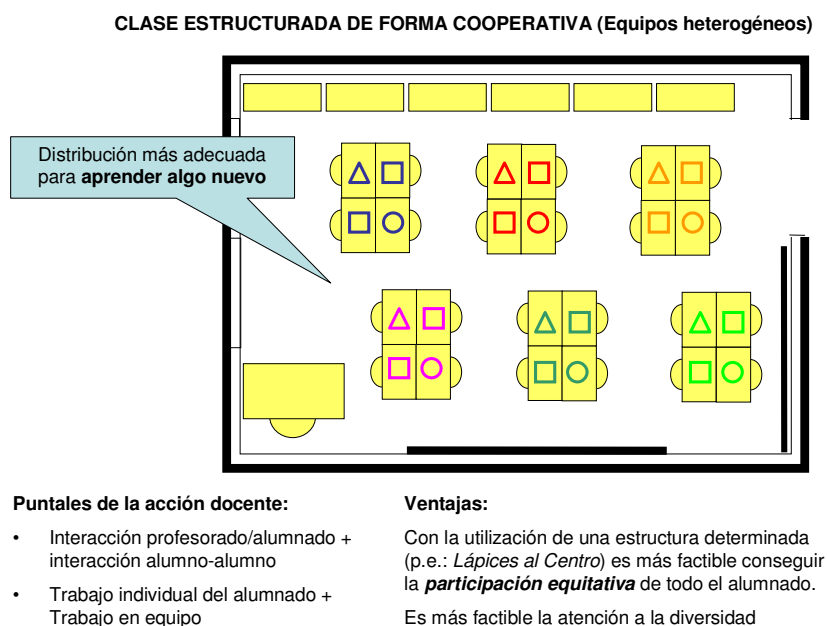 CLASE ESTRUCTURADA DE FORMA COOPERATIVA (Equipos heterogéneos)
Distribución más adecuada
para aprender algo nuevo
Puntales de la acción docente:
• Interacción profesorado/alumnado +
interacción alumno-alumno
• Trabajo individual del alumnado +
Trabajo en equipo
Ventajas:
Con la utilización de una estructura determinada
(p.e.: Lápices al Centro) es más factible conseguir
la participación equitativa de todo el alumnado.
Es más factible la atención a la diversidad